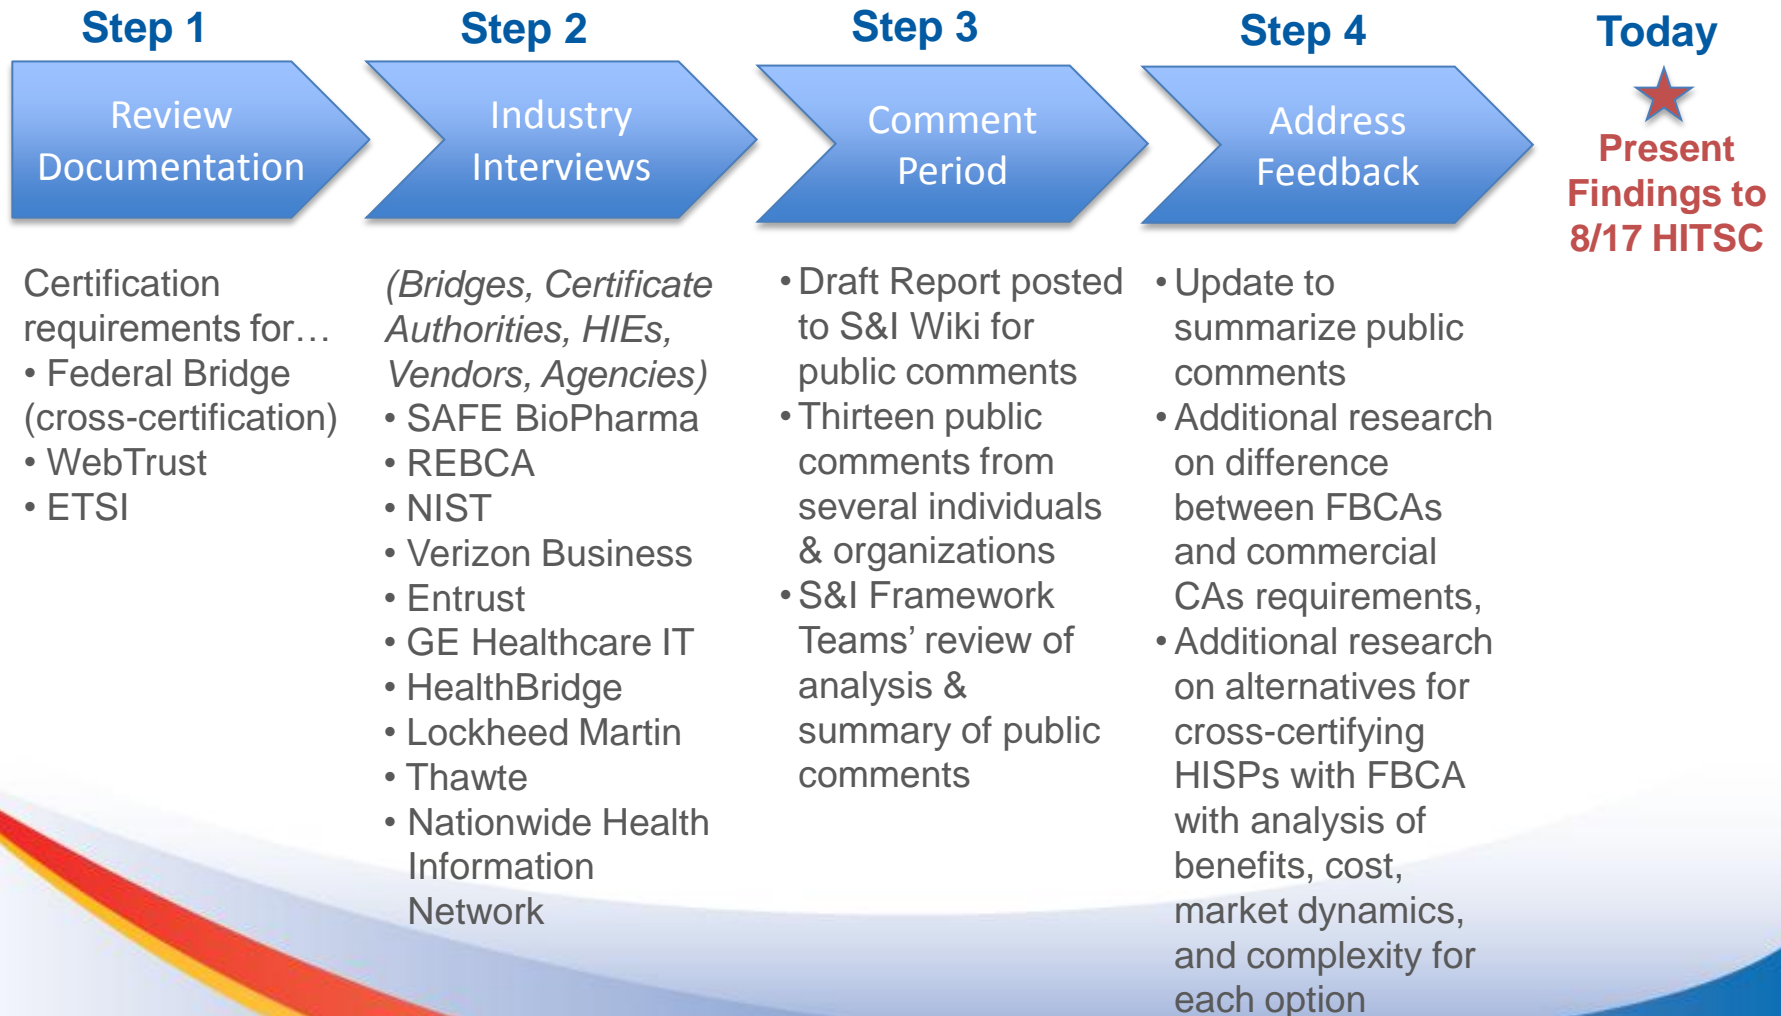 Step 1
Review
Documentation
Certification
requirements for…
• Federal Bridge
(cross-certification)
• WebTrust
• ETSI
Step 2
Industry
Interviews
(Bridges, Certificate
Authorities, HIEs,
Vendors, Agencies)
• SAFE BioPharma
• REBCA
• NIST
• Verizon Business
• Entrust
• GE Healthcare IT
• HealthBridge
• Lockheed Martin
• Thawte
• Nationwide Health
Information
Network
Step 3
Comment
Period
• Draft Report posted
to S&I Wiki for
public comments
• Thirteen public
comments from
several individuals
& organizations
• S&I Framework
Teams’ review of
analysis &
summary of public
comments
Step 4
Address
Feedback
• Update to
summarize public
comments
• Additional research
on difference
between FBCAs
and commercial
CAs requirements,
• Additional research
on alternatives for
cross-certifying
HISPs with FBCA
with analysis of
benefits, cost,
market dynamics,
and complexity for
each option
Today
Present
Findings to
8/17 HITSC